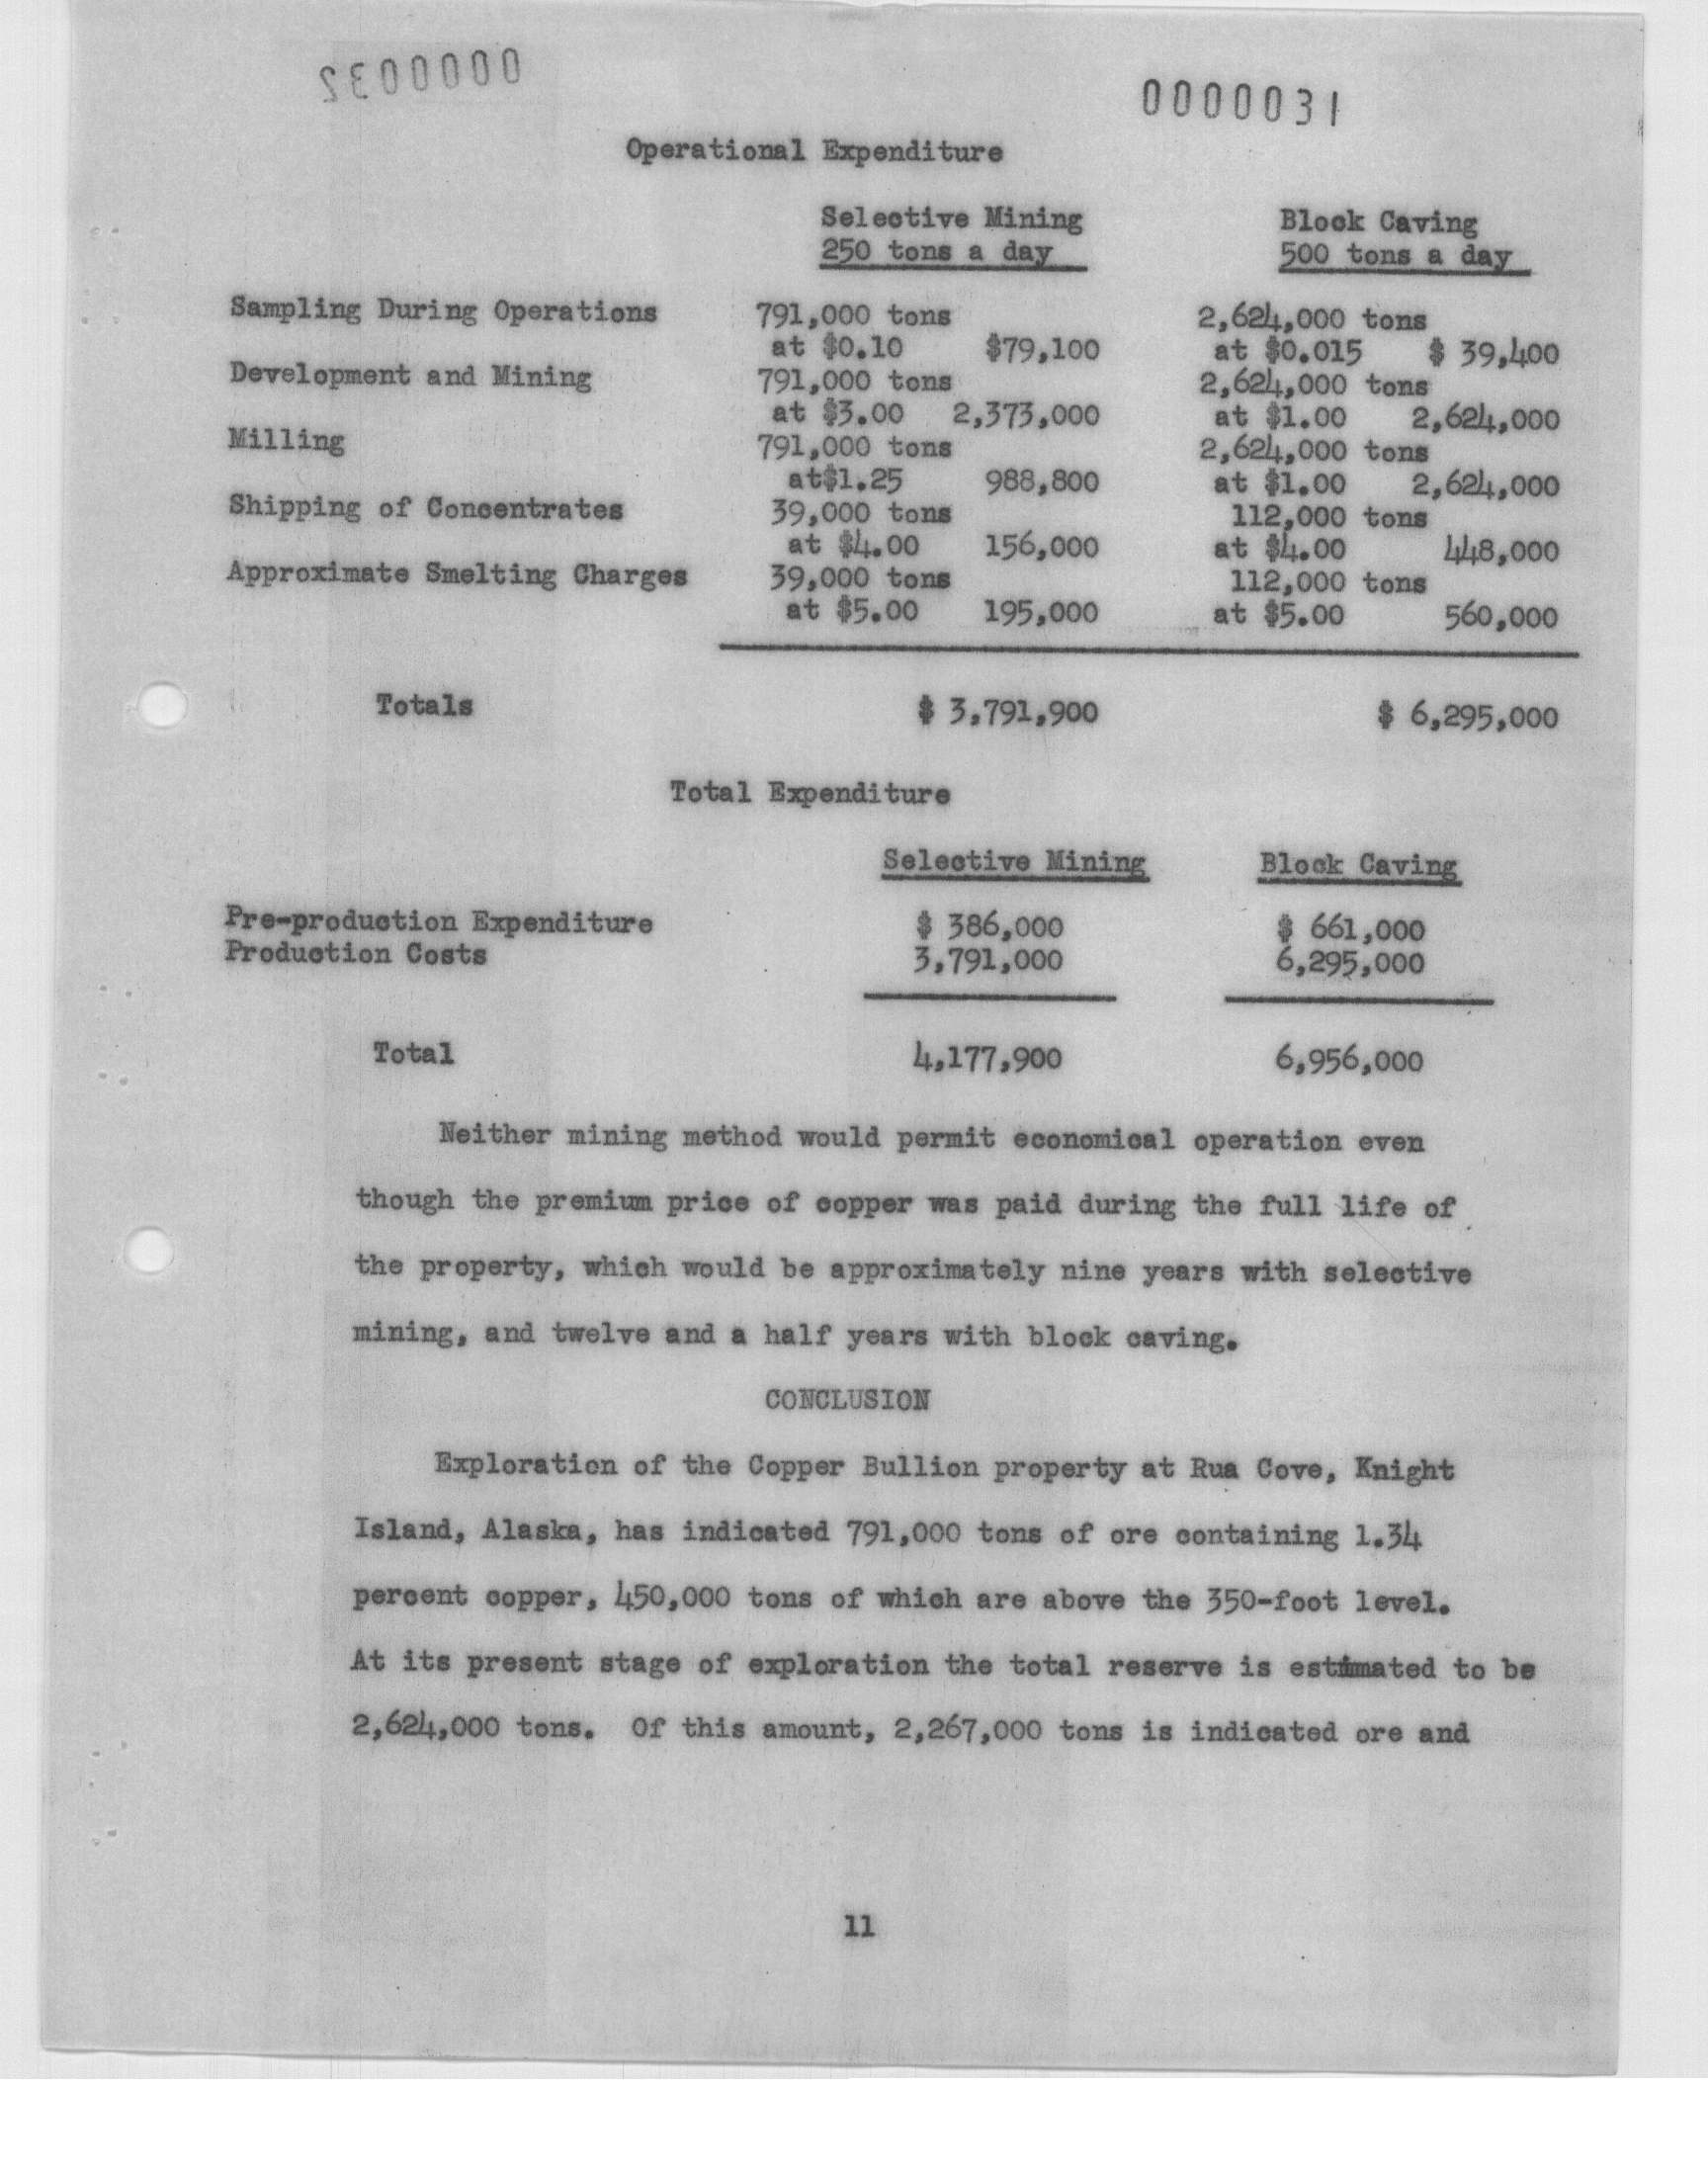 0000032
0000031
Operational Expenditure
Selective Mining Block Caving
250 tons a day 500 tons a day
Sampling During Operations 791,000 tons 2,624,000 tons
at $0.10 $79,100 at $0.015 $ 39,400
Development and Mining 791,000 tons 2,624,000 tons
at $3.00 2,373,000 at $1.00 2,624,000
Milling 791,000 tons 2,624,000 tons
at$1.25 988,800 at $1.00 2,624,000
Shipping of Concentrates 39,000 tons 112,000 tons
at $4.00 156,000 at $4.00 448,000
Approximate Smelting Charges 39,000 tons 112,000 tons
at $5.00 195,000 at $5.00 560,000
Totals $ 3,791,900 $ 6,295,000
Total Expenditure
Selective Mining Block Caving
Pre-production Expenditure $ 386,000 $ 661,000
Production Costs 3,791,000 6,295,000
Total 4,177,900 6,956,000
Neither mining method would permit economical operation even
though the premium price of copper was paid during the full life of
the property, which would be approximately nine years with selective
mining, and twelve and a half years with block caving.
CONCLUSION
Exploration of the Copper Bullion property at Rua Cove, Knight
Island, Alaska, has indicated 791,000 tons of ore containing 1.34
percent copper, 450,000 tons of which are above the 350-foot level.
At its present stage of exploration the total reserve is estimated to be
2,624,000 tons. Of this amount, 2,267,000 tons is indicated ore and
11